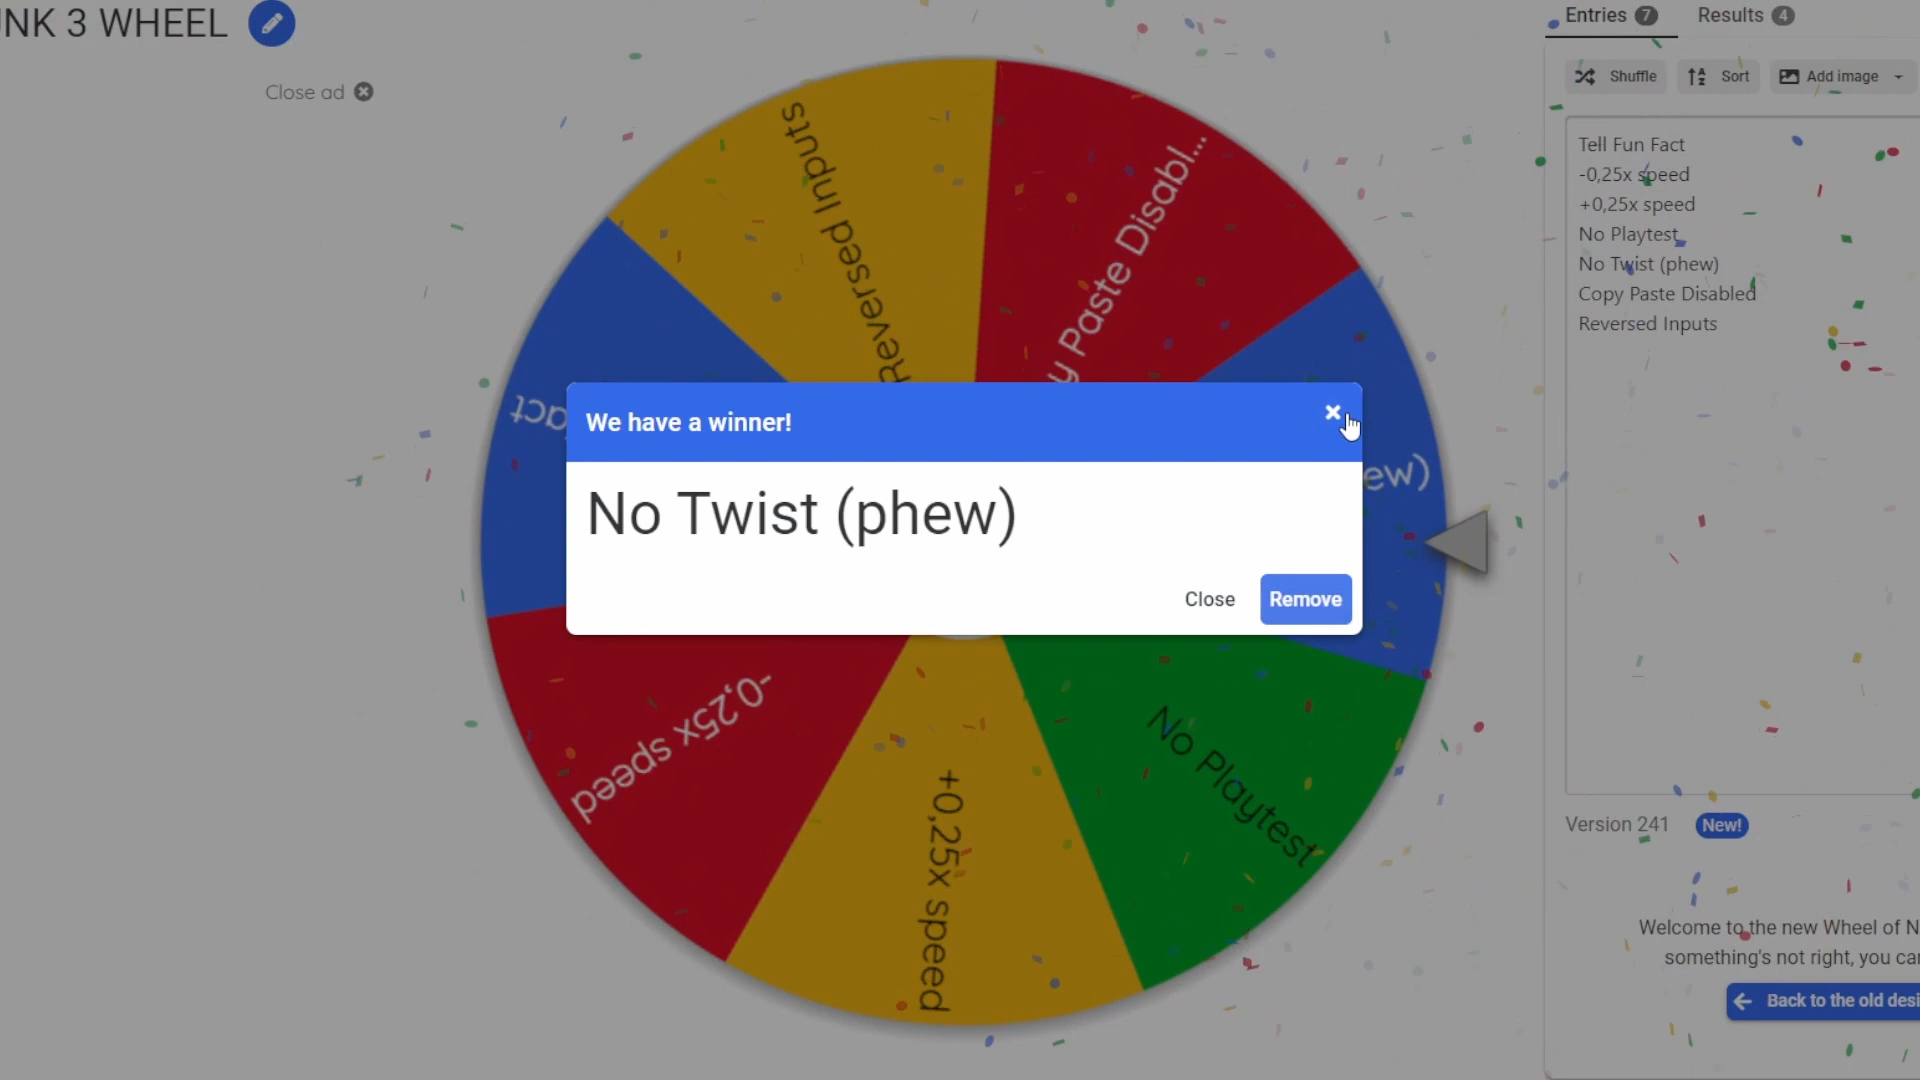 NK 3 WHEEL
Close ad
Entries 7
Results 4
Shuffle
Sort
Add image
Tell Fun Fact
-0,25x speed
+0,25x speed
No Playtest
No Twist (phew)
Copy Paste Disabled
Reversed Inputs
Reversed Inputs
y Paste Disabl...
act
ew)
We have a winner!
No Twist (phew)
Close
Remove
-0,25x speed
+0,25x speed
No Playtest
Version 241
New!
Welcome to the new Wheel of N
something's not right, you ca
Back to the old desi